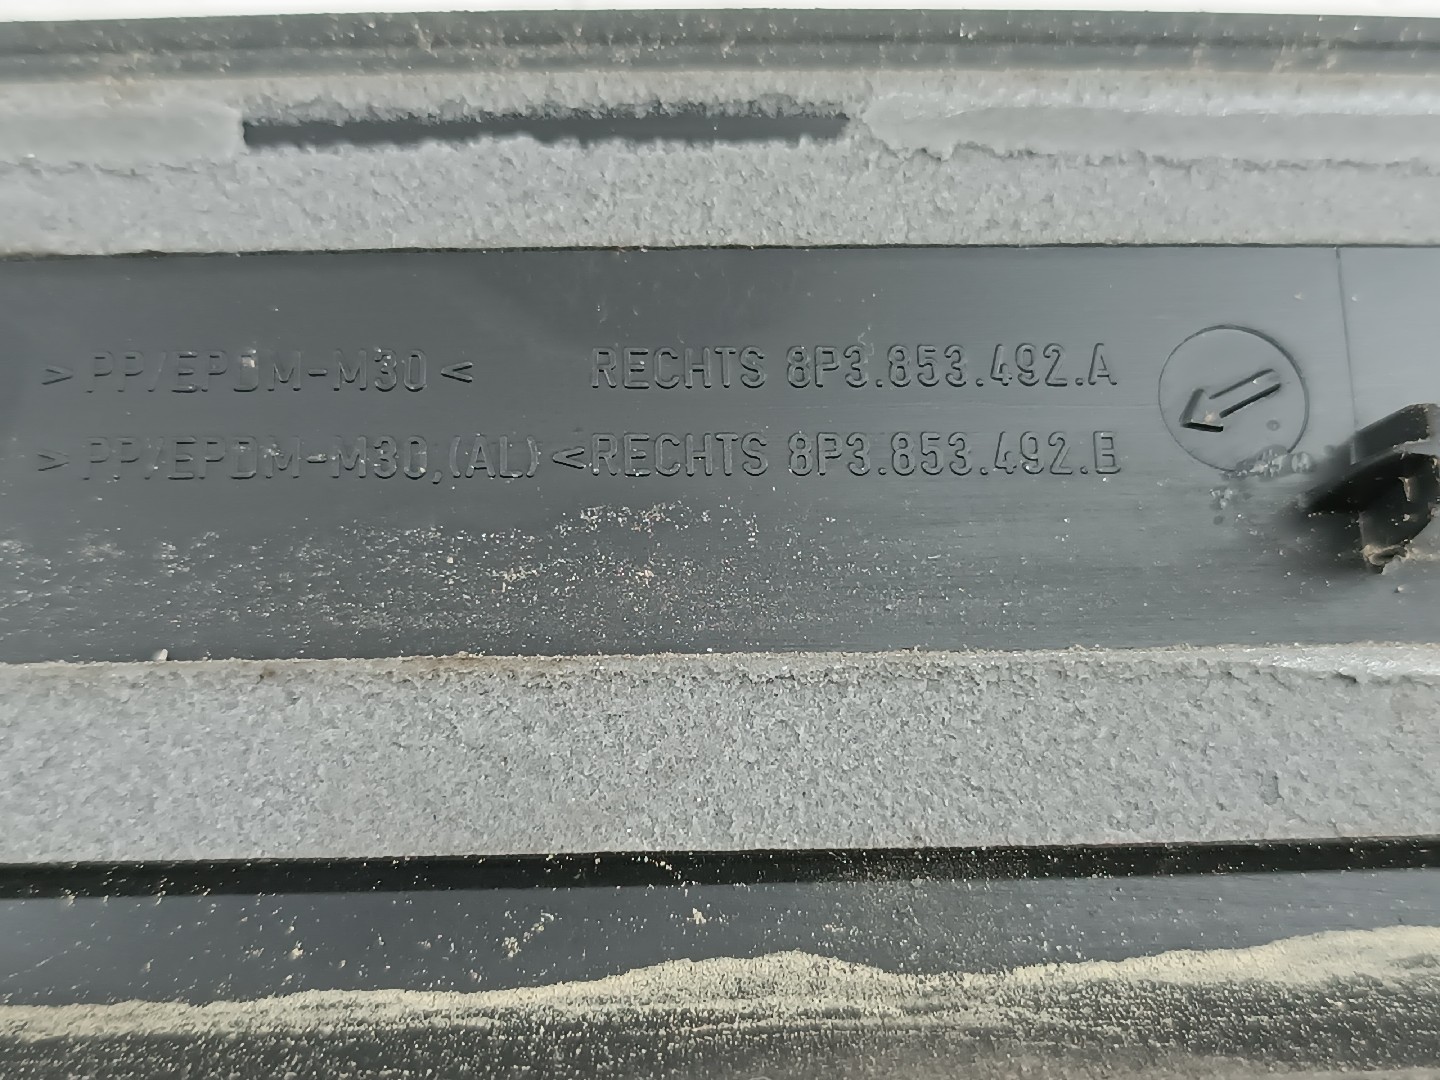 >PP/EPDM-M30< RECHTS 8P3.853.492.A
>PP/EPDM-M30,(AL)<RECHTS 8P3.853.492.B